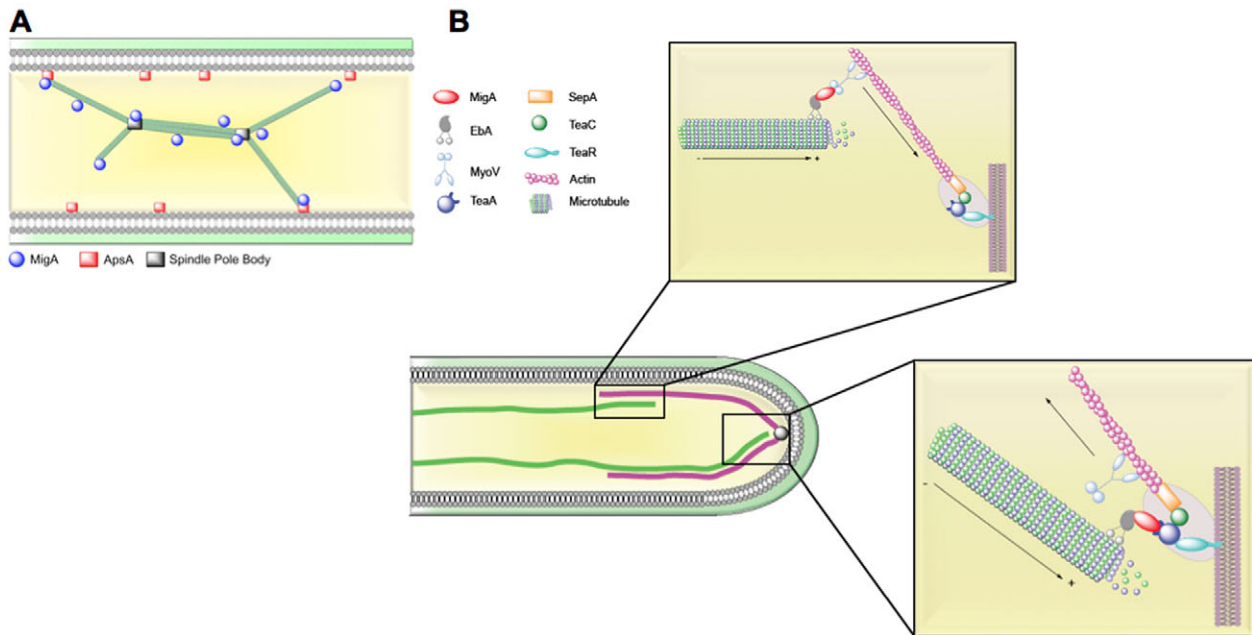 A
MigA
ApsA
Spindle Pole Body
B
MigA
EbA
MyoV
TeaA
SepA
TeaC
TeaR
Actin
Microtubule
- +
- +